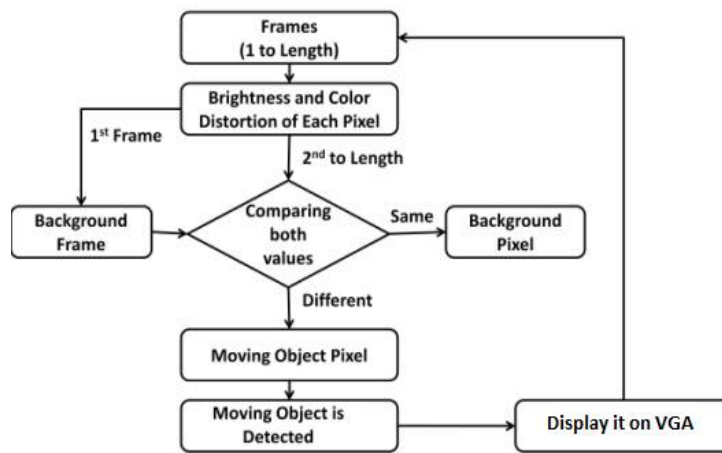 Frames
(1 to Length)
Brightness and Color
Distortion of Each Pixel
1st Frame
2nd to Length
Background
Frame
Comparing
both
values
Same
Background
Pixel
Different
Moving Object Pixel
Moving Object is
Detected
Display it on VGA